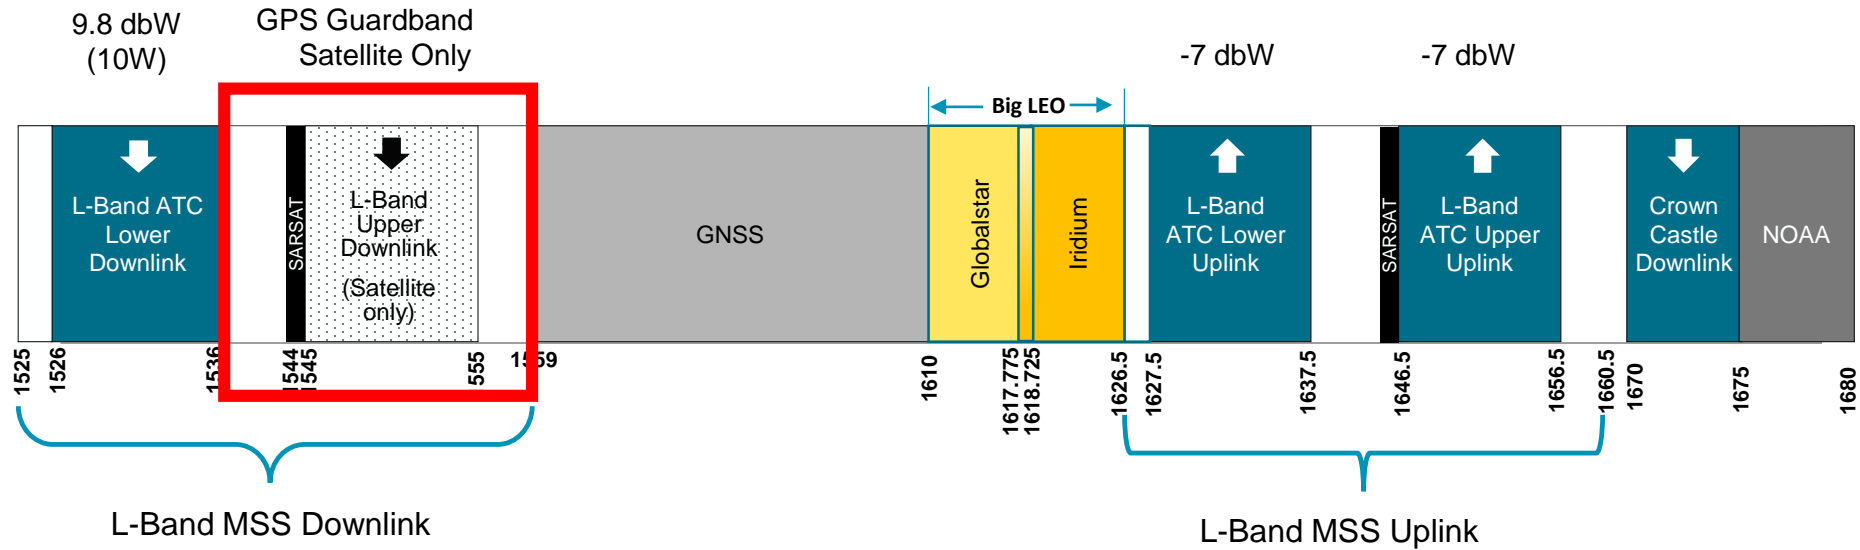 9.8 dbW
(10W)
GPS Guardband
Satellite Only
-7 dbW
-7 dbW
Big LEO
L-Band ATC
Lower
Downlink
SARSAT
L-Band
Upper
Downlink
(Satellite
only)
GNSS
Globalstar
Iridium
L-Band
ATC Lower
Uplink
SARSAT
L-Band
ATC Upper
Uplink
Crown
Castle
Downlink
NOAA
1525
1526
1536
1544
1545
555
1559
1610
1617.775
1618.725
1626.5
1627.5
1637.5
1646.5
1656.5
1660.5
1670
1675
1680
L-Band MSS Downlink
L-Band MSS Uplink